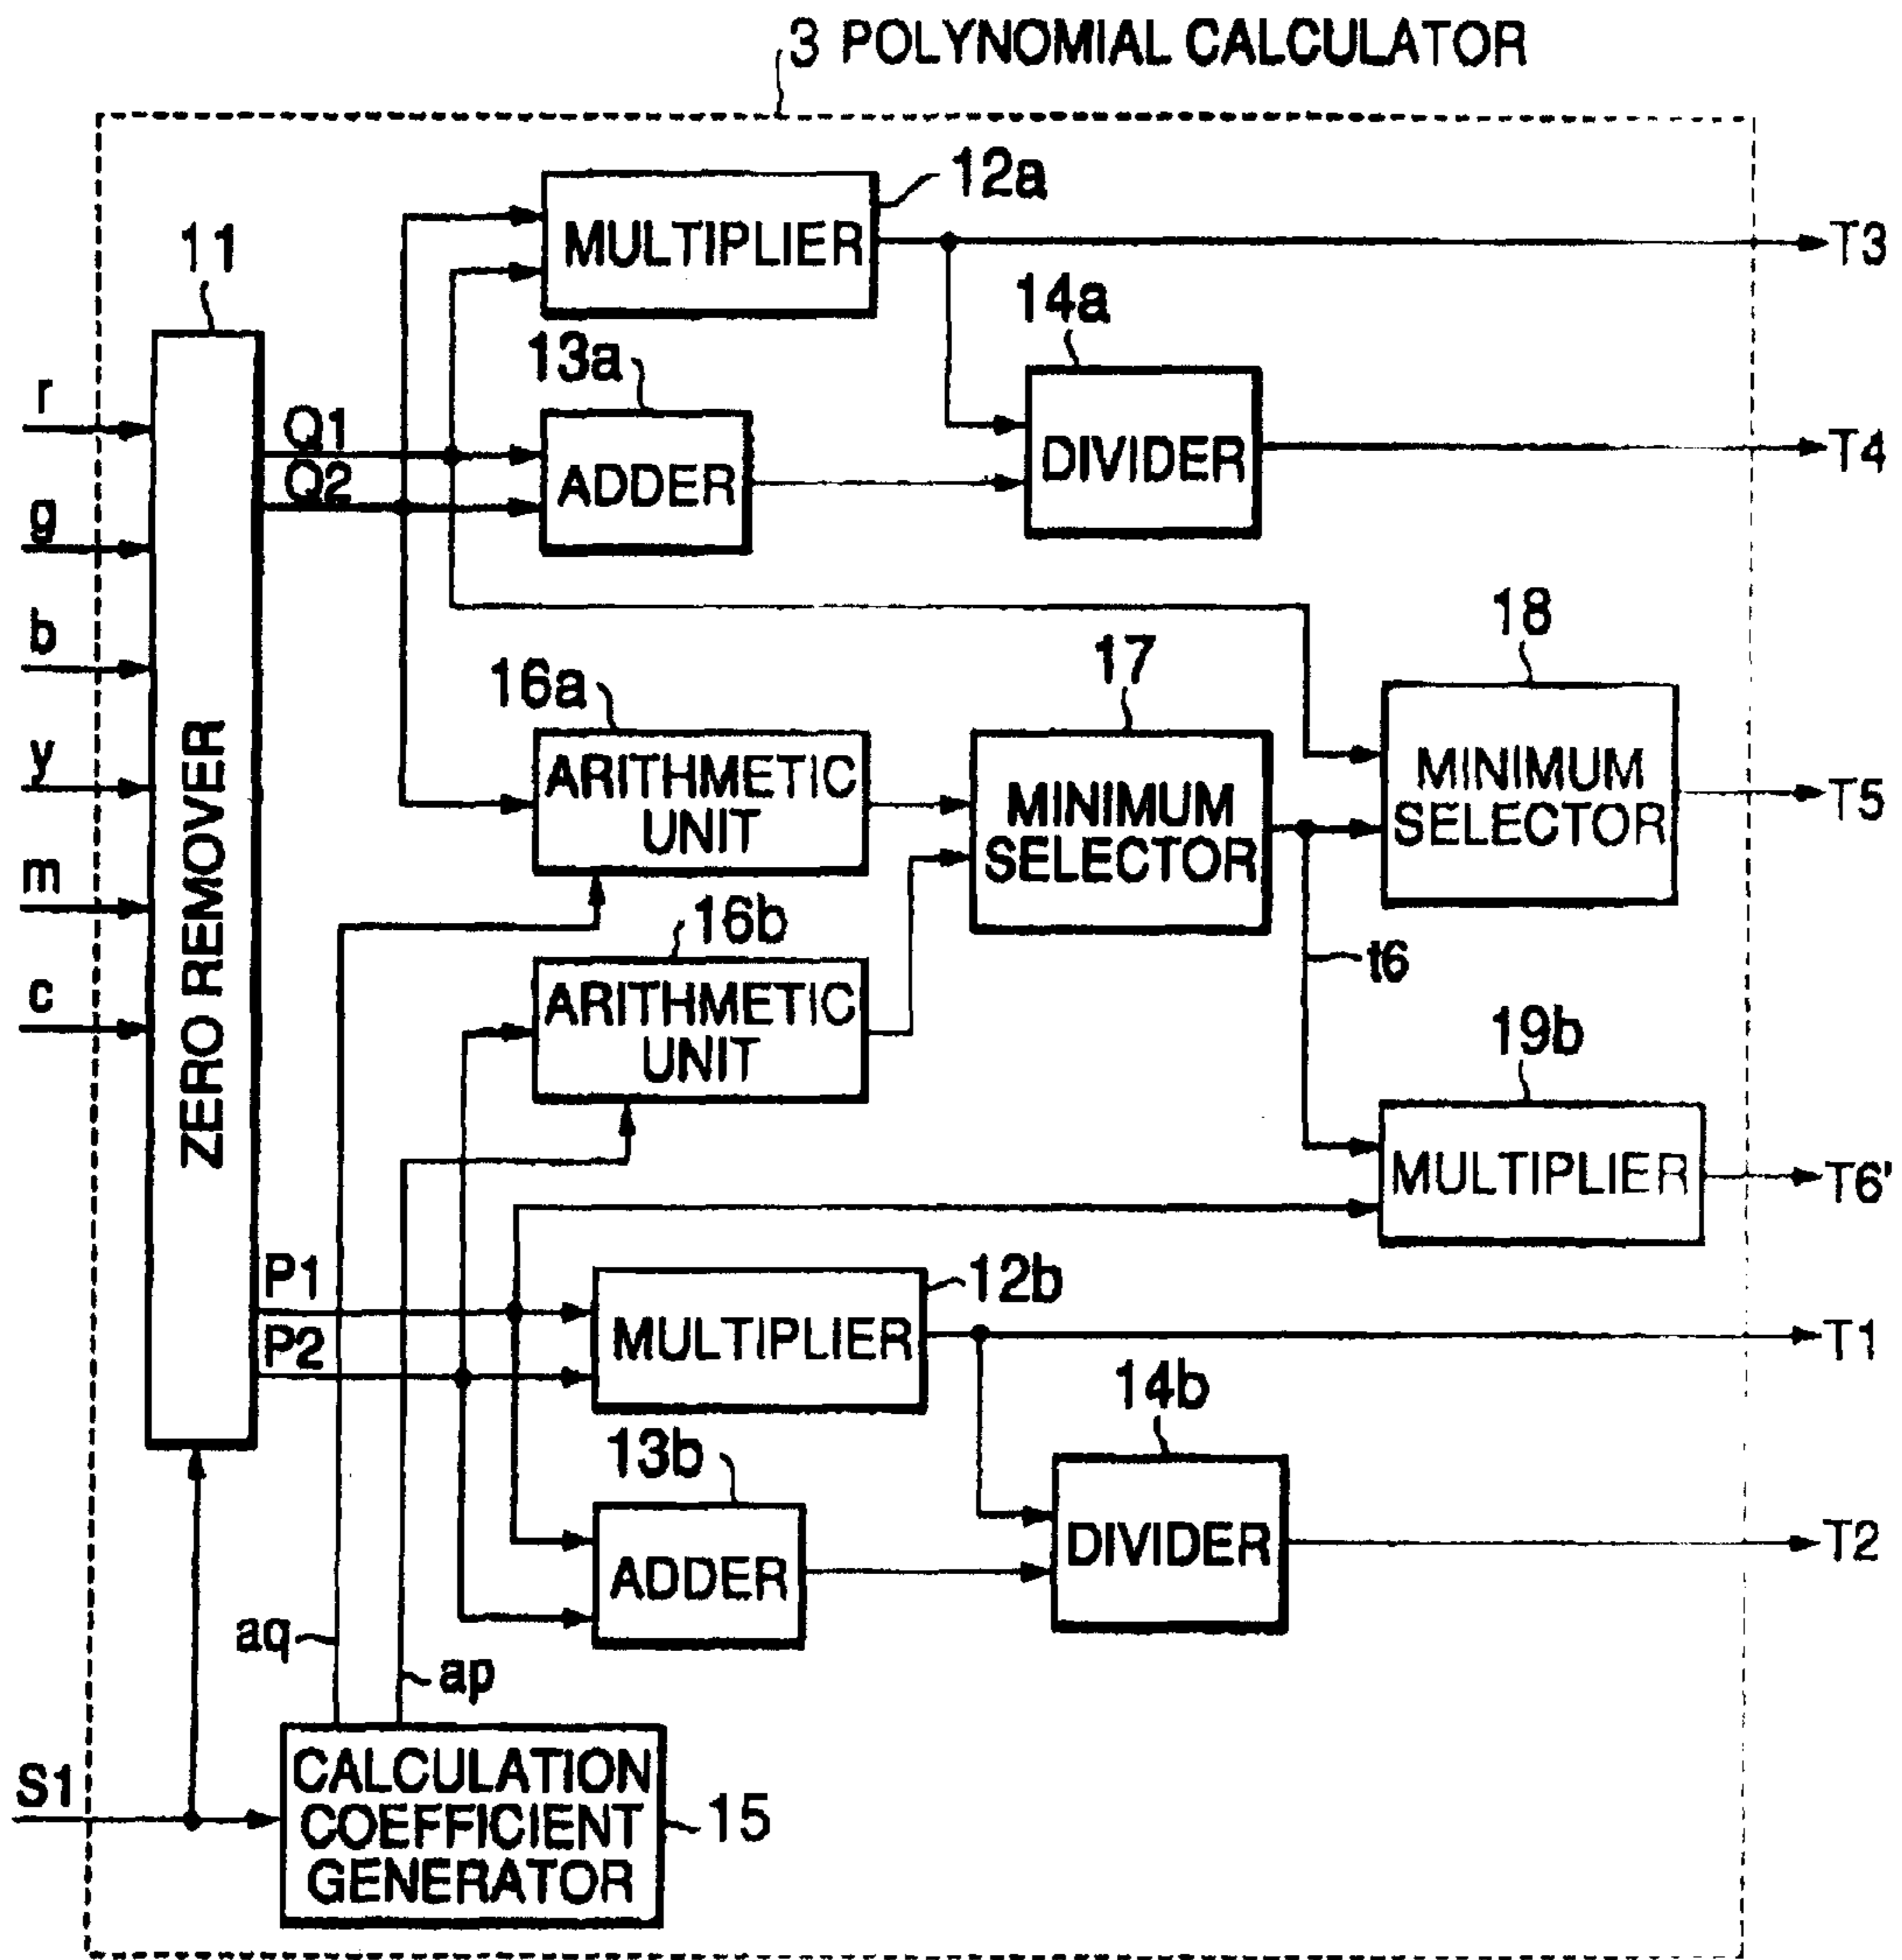 3 POLYNOMIAL CALCULATOR
12a
MULTIPLIER
T3
11
14a
13a
r
Q1
DIVIDER
T4
ADDER
Q2
g
18
b
17
16a
MINIMUM
SELECTOR
T5
y
ARITHMETIC
UNIT
MINIMUM
SELECTOR
ZERO REMOVER
m
16b
t6
c
ARITHMETIC
UNIT
19b
MULTIPLIER
T6'
P1
12b
P2
MULTIPLIER
T1
14b
13b
DIVIDER
T2
ADDER
aq
ap
S1
CALCULATION
COEFFICIENT
GENERATOR
15